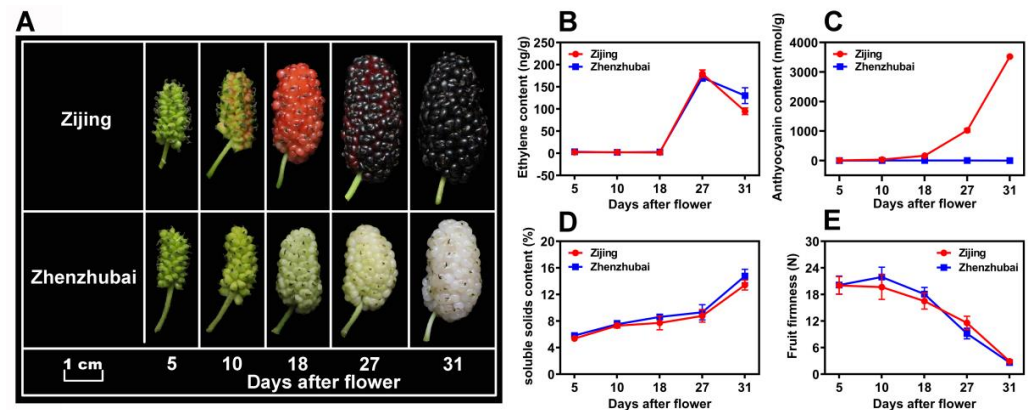 A
Zijing
Zhenzhubai
1 cm
5 10 18 27 31
Days after flower
B
Ethylene content (ng/g)
250
200
150
100
50
0
-50
Zijing
Zhenzhubai
5 10 18 27 31
Days after flower
C
Anthyocyanin content (nmol/g)
4000
3000
2000
1000
0
Zijing
Zhenzhubai
5 10 18 27 31
Days after flower
D
soluble solids content (%)
20
16
12
8
4
0
Zijing
Zhenzhubai
5 10 18 27 31
Days after flower
E
Fruit firmness (N)
30
24
18
12
6
0
Zijing
Zhenzhubai
5 10 18 27 31
Days after flower